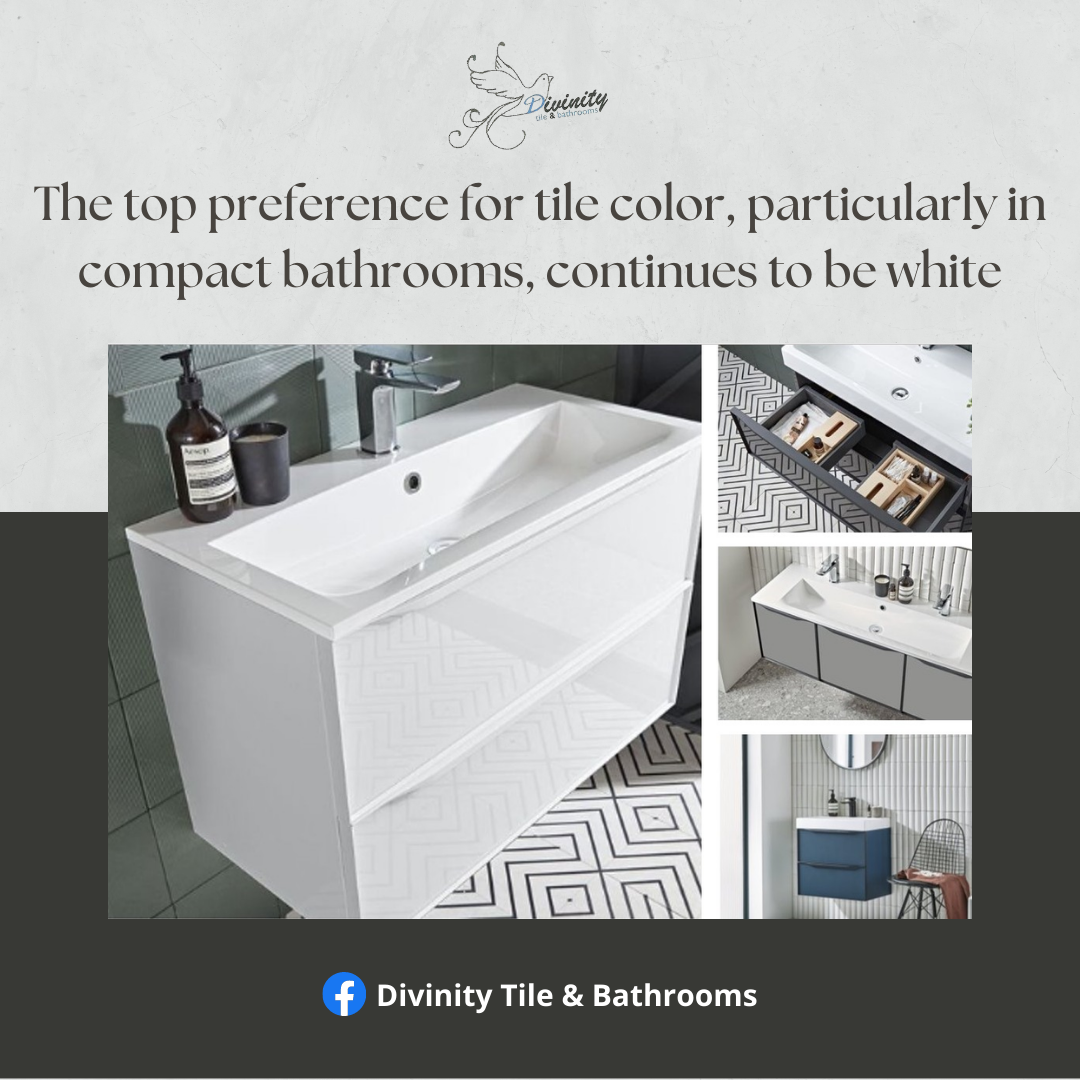 Divinity
tile & bathrooms
The top preference for tile color, particularly in
compact bathrooms, continues to be white
Aesop
Divinity Tile & Bathrooms